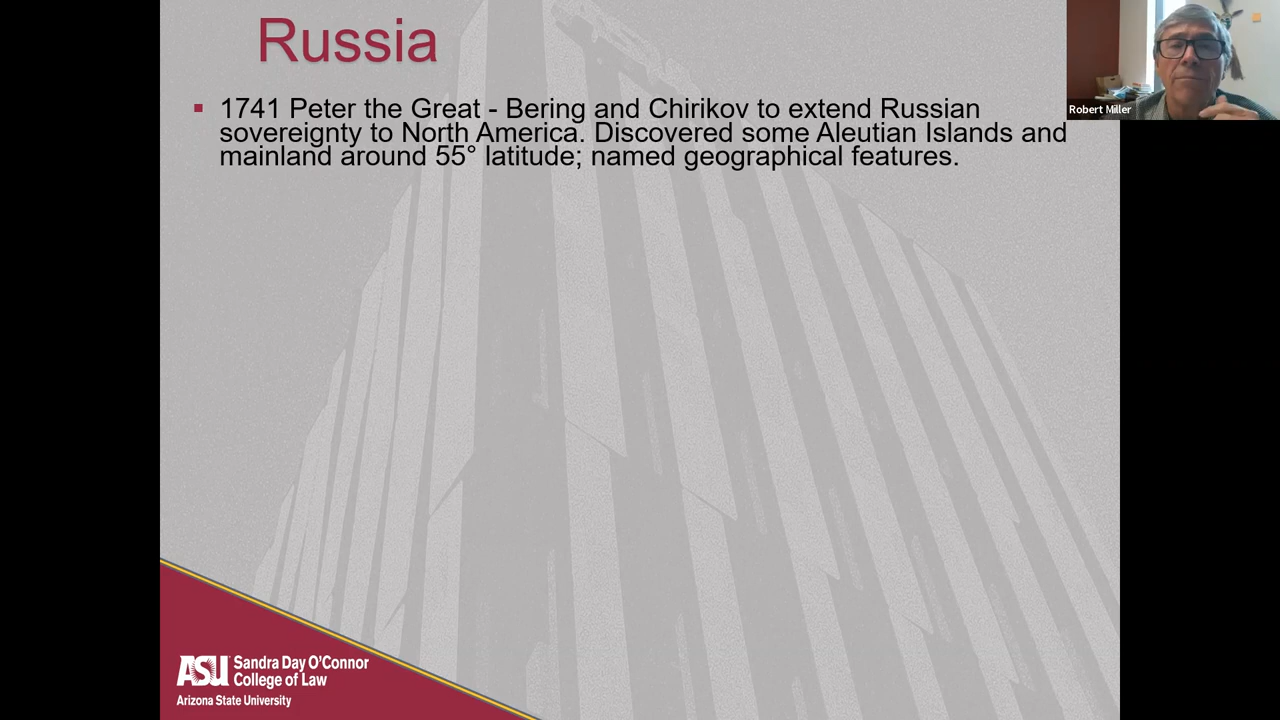 Russia
Robert Miller
▪ 1741 Peter the Great - Bering and Chirikov to extend Russian
sovereignty to North America. Discovered some Aleutian Islands and
mainland around 55° latitude; named geographical features.
ASU Sandra Day O'Connor
College of Law
Arizona State University